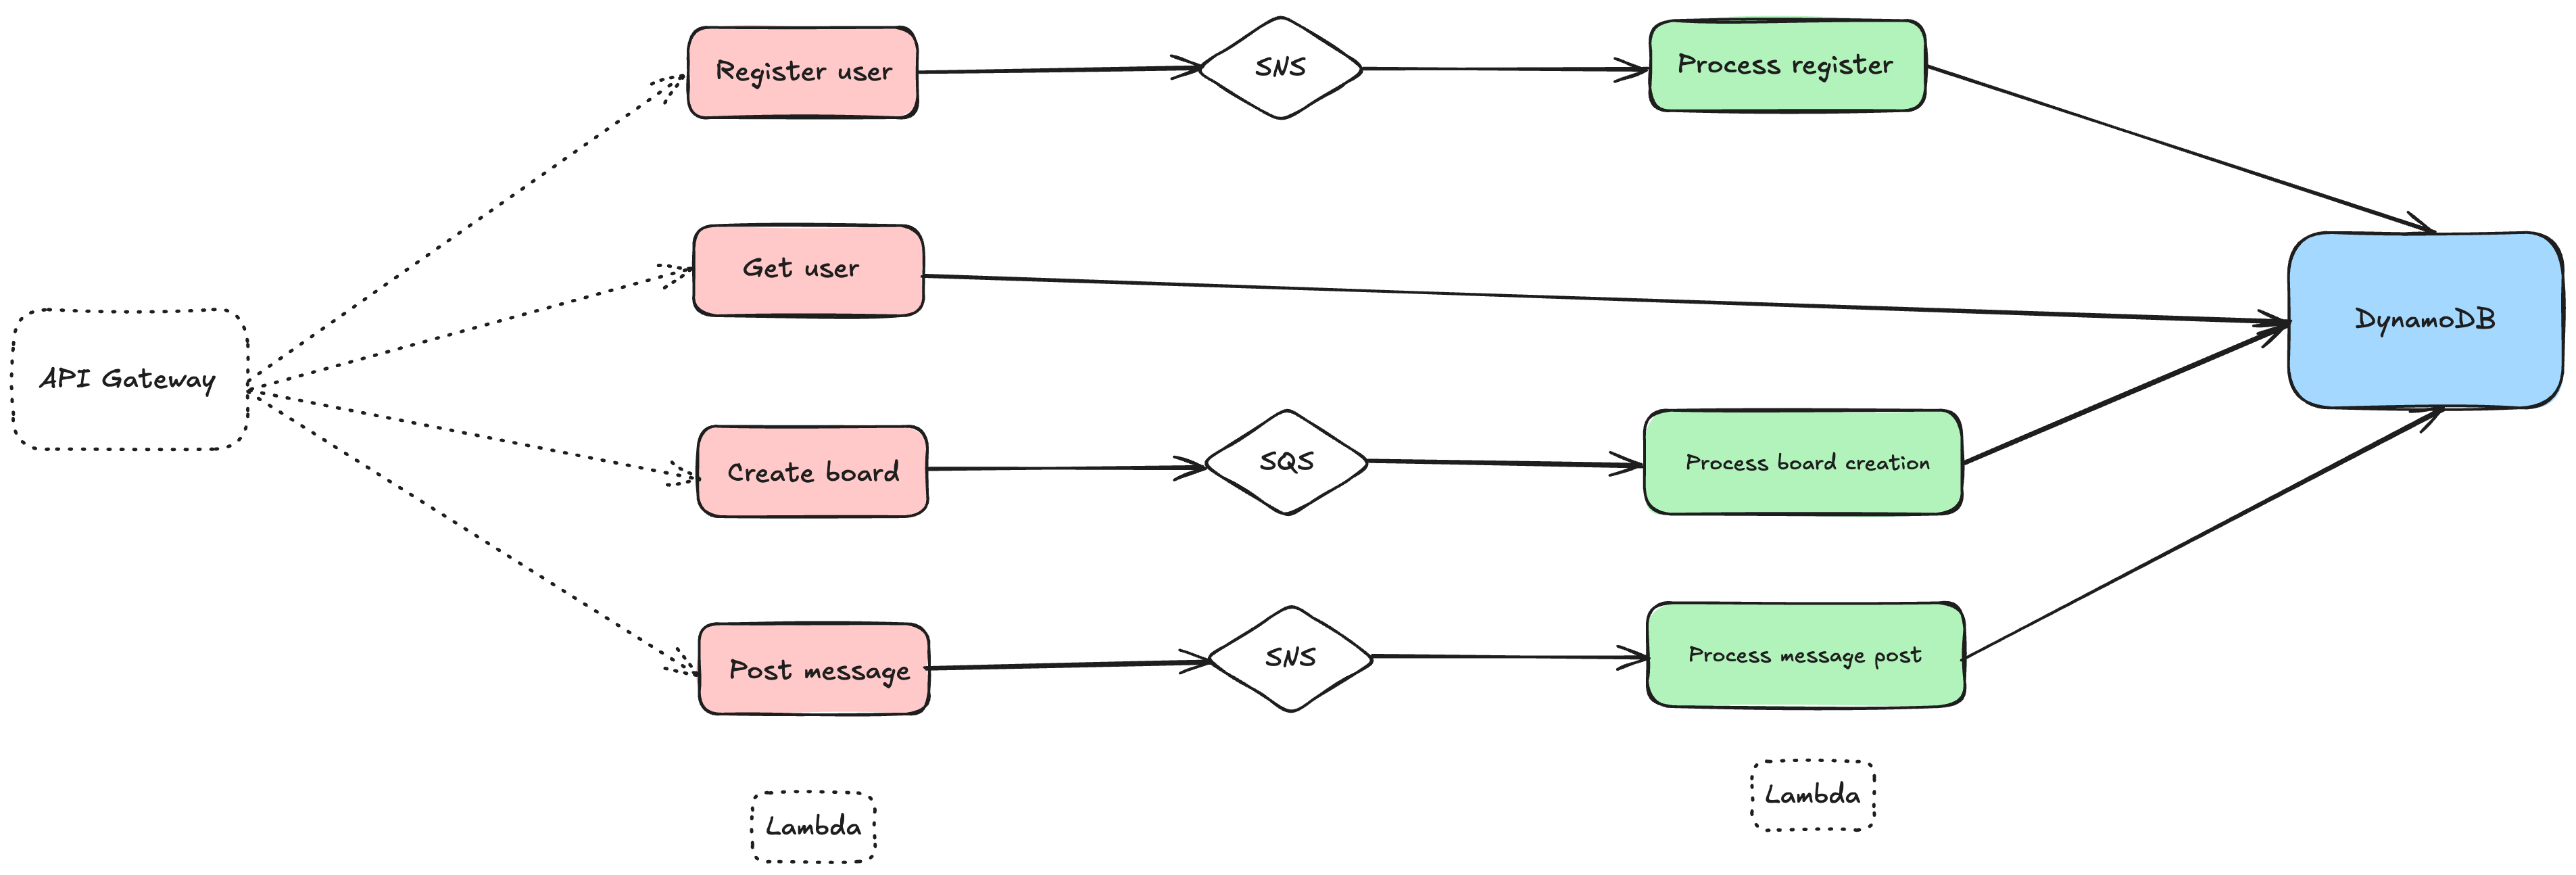 Register user
SNS
Process register
Get user
DynamoDB
API Gateway
Create board
SQS
Process board creation
Post message
SNS
Process message post
Lambda
Lambda